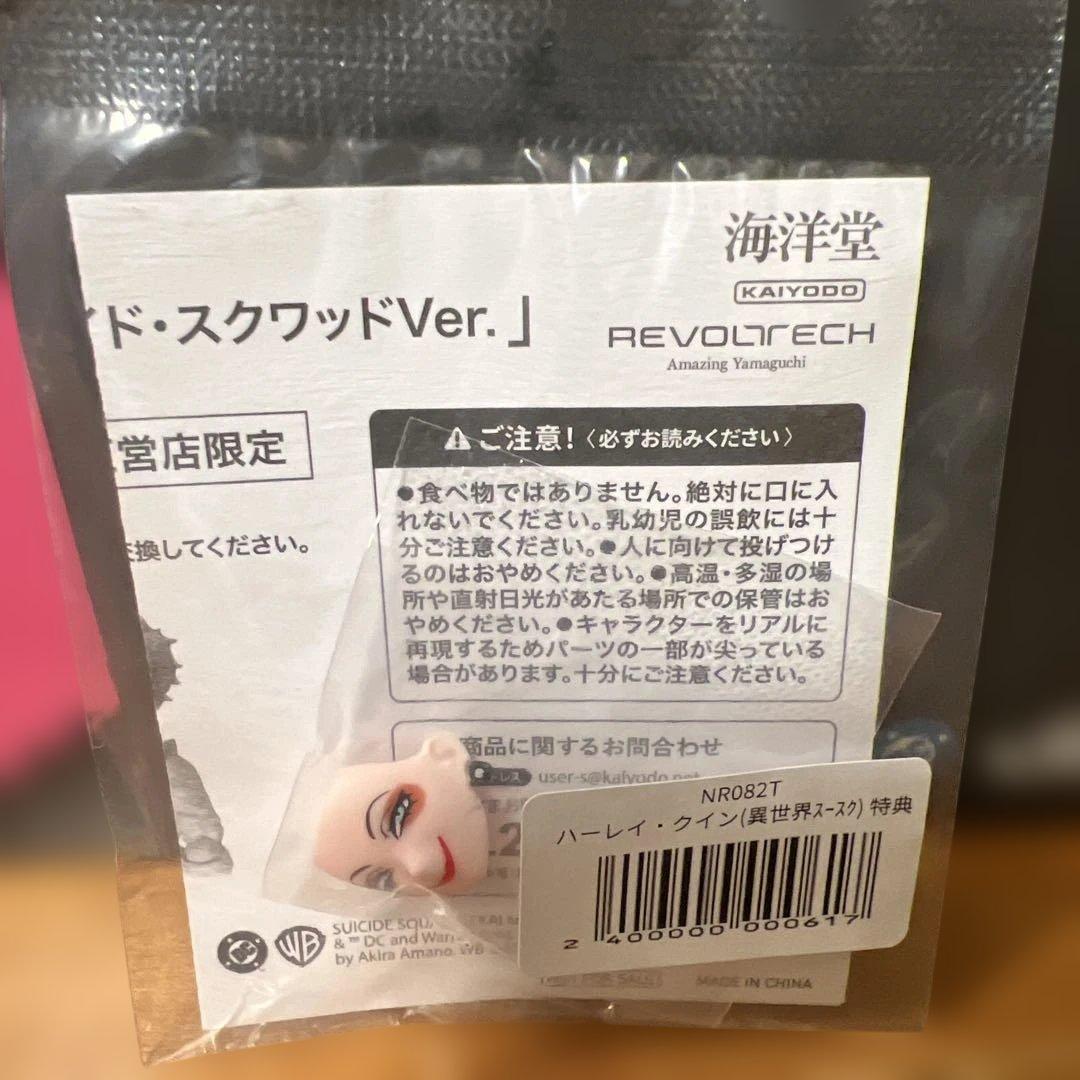 海洋堂
KAIYODO
REVOLTECH
Amazing Yamaguchi
イド・スクワッドVer.」
営店限定
交換してください。
ご注意!〈必ずお読みください〉
●食べ物ではありません。絶対に口に入
れないでください。乳幼児の誤飲には十
分ご注意ください。●人に向けて投げつけ
るのはおやめください。●高温・多湿の場
所や直射日光があたる場所での保管はお
やめください。●キャラクターをリアルに
再現するためパーツの一部が尖っている
場合があります。十分にご注意ください。
商品に関するお問合わせ
ドレス user-s@kaiyodo.net
NR082T
ハーレイ・クイン(異世界ｽｰｽｸ) 特典
2 400000 000617
DC WB
SUICIDE SQU
& ™ DC and Warn
by Akira Amano. WB
NOT FOR SALE
MADE IN CHINA